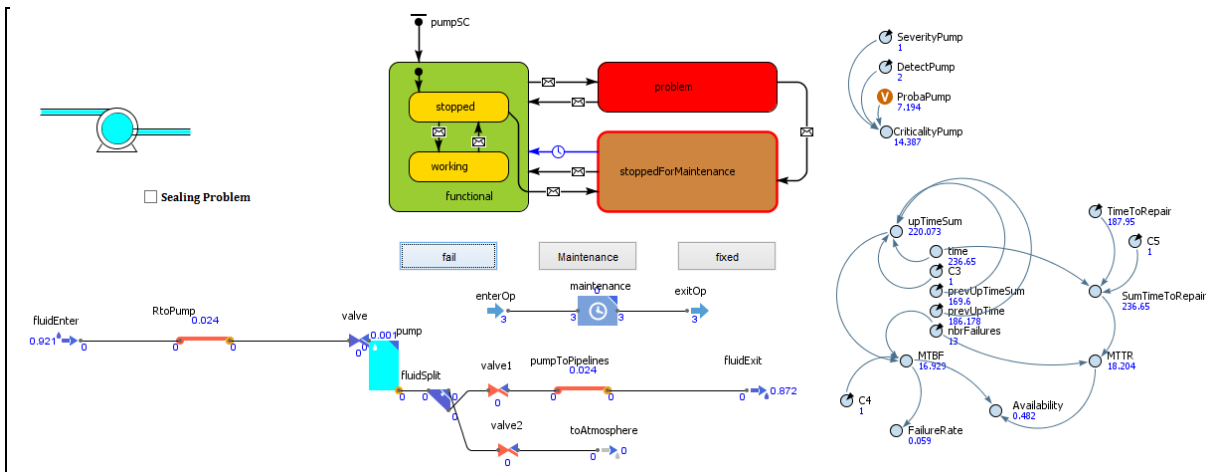 pumpSC
stopped
working
functional
problem
stoppedForMaintenance
SeverityPump
1
DetectPump
2
V
ProbaPump
7.194
CriticalityPump
14.387
Sealing Problem
fail
Maintenance
fixed
upTimeSum
220.073
time
236.65
C3
1
prevUpTimeSum
169.6
prevUpTime
186.178
nbrFailures
13
TimeToRepair
187.95
C5
1
SumTimeToRepair
236.65
MTBF
16.929
MTTR
18.204
C4
1
Availability
0.482
FailureRate
0.059
enterOp
3
maintenance
0
3
3
exitOp
3
fluidEnter
0.921
0
RtoPump
0.024
0
0
valve
0
0.001
pump
0
fluidSplit
0
0
0
valve1
0
pumpToPipelines
0.024
0
0
fluidExit
0
0.872
valve2
0
toAtmosphere
0
0